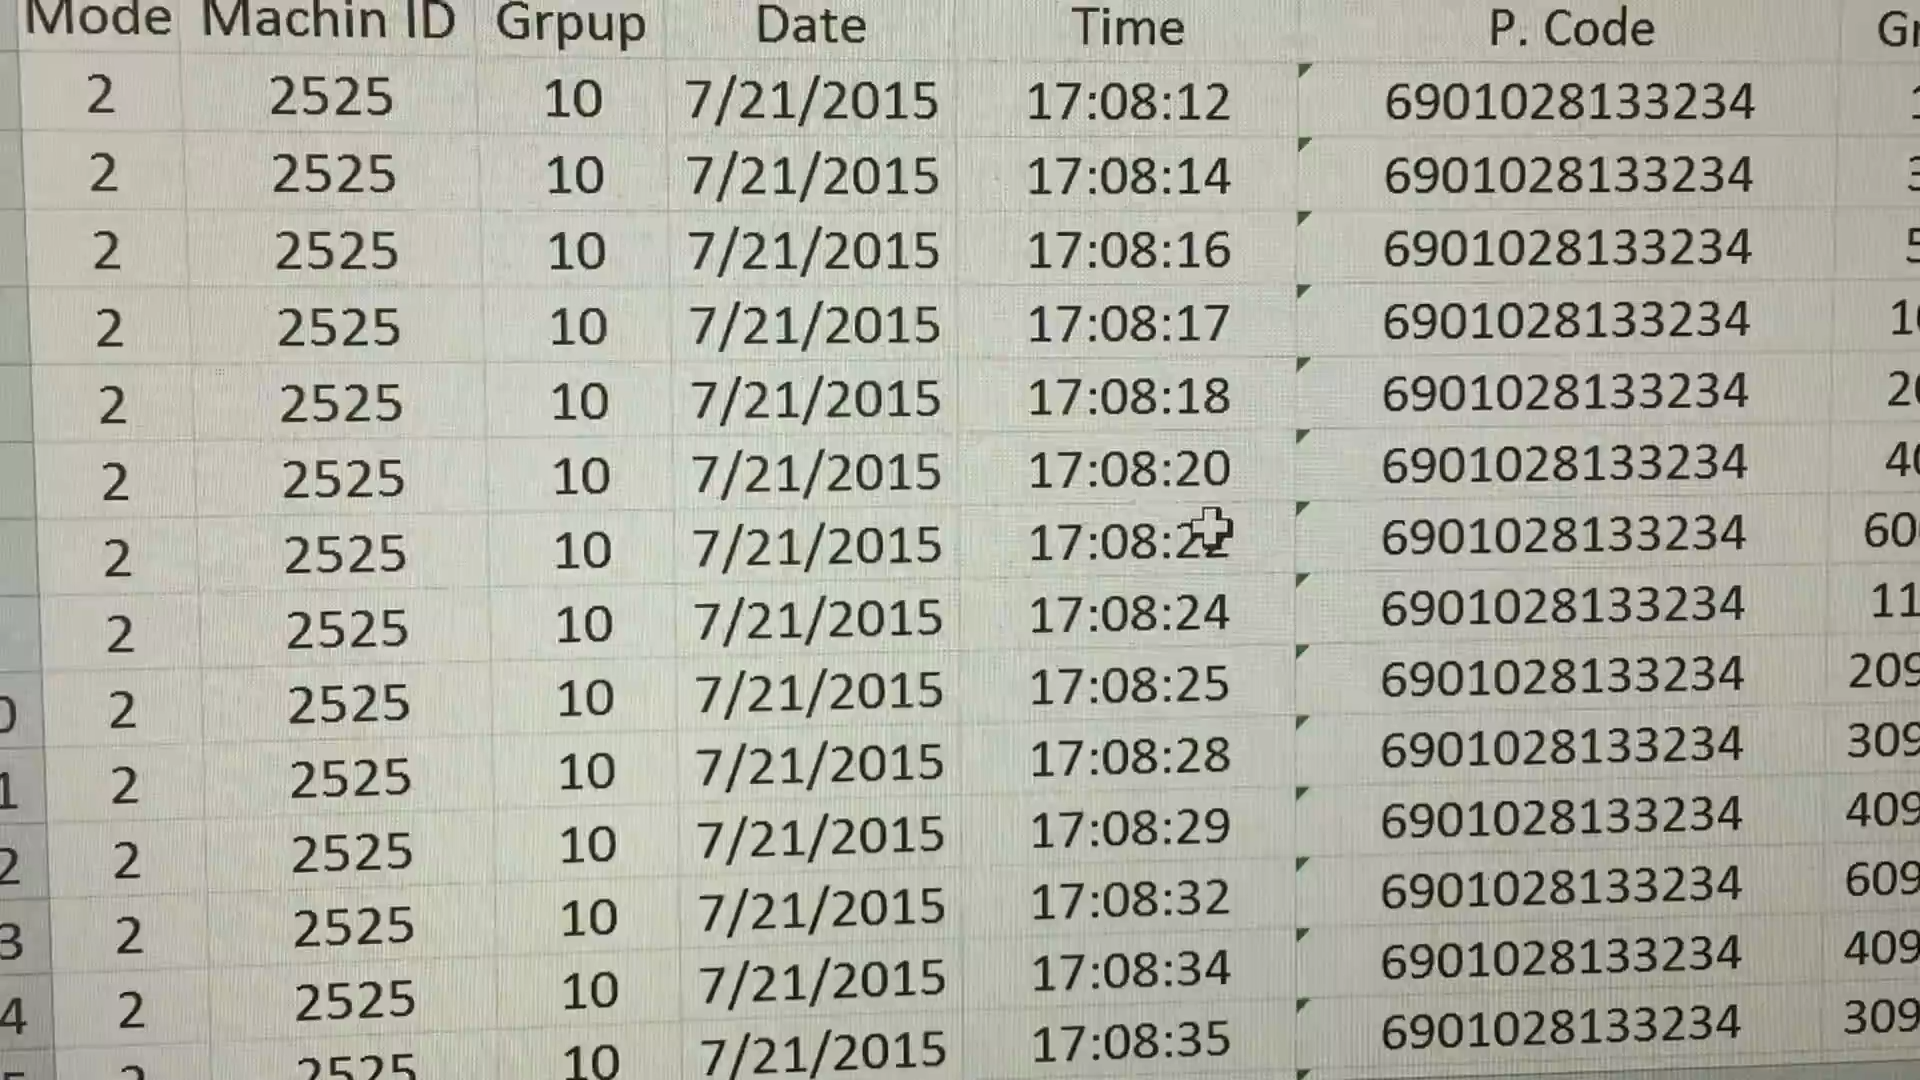 Mode Machin ID Grpup Date Time P. Code
2 2525 10 7/21/2015 17:08:12 6901028133234
2 2525 10 7/21/2015 17:08:14 6901028133234
2 2525 10 7/21/2015 17:08:16 6901028133234
2 2525 10 7/21/2015 17:08:17 6901028133234
2 2525 10 7/21/2015 17:08:18 6901028133234
2 2525 10 7/21/2015 17:08:20 6901028133234
2 2525 10 7/21/2015 6901028133234
2 2525 10 7/21/2015 17:08:24 6901028133234
2 2525 10 7/21/2015 17:08:25 6901028133234 209
2 2525 10 7/21/2015 17:08:28 6901028133234 309
2 2525 10 7/21/2015 17:08:29 6901028133234 409
2 2525 10 7/21/2015 17:08:32 6901028133234 609
2 2525 10 7/21/2015 17:08:34 6901028133234 409
2 2525 10 7/21/2015 17:08:35 6901028133234 309